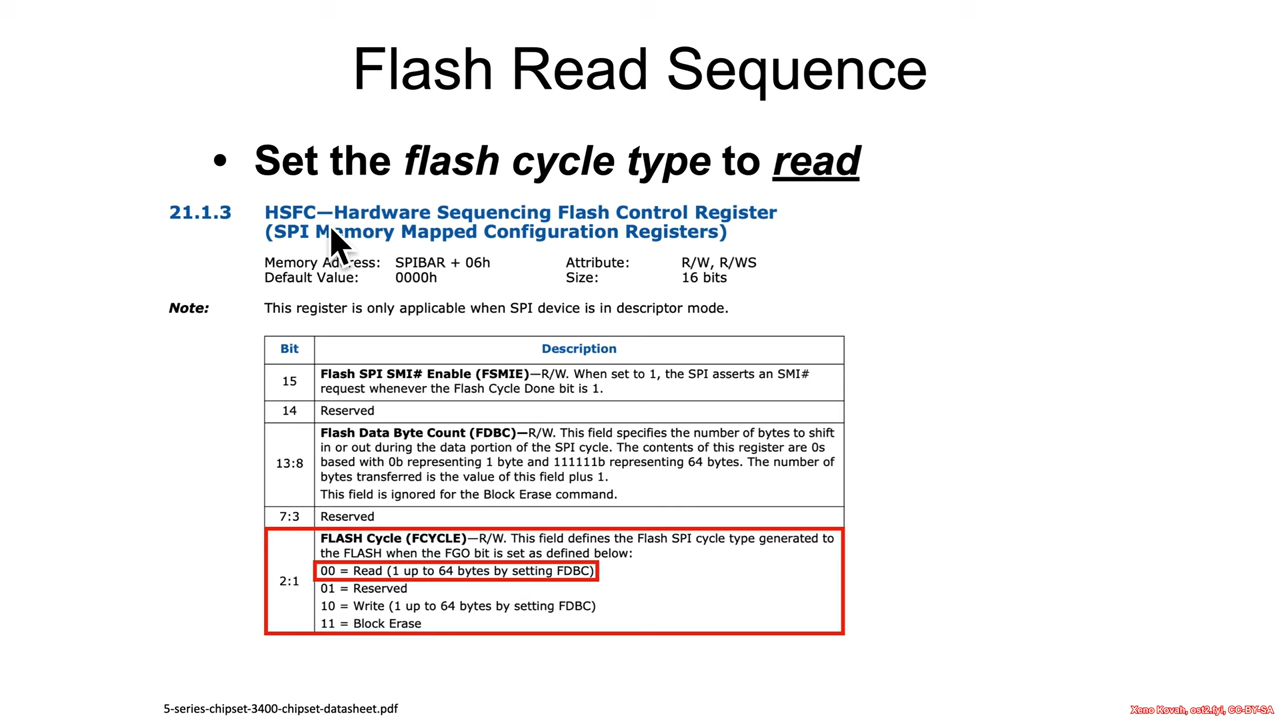 Flash Read Sequence
• Set the flash cycle type to read
21.1.3 HSFC—Hardware Sequencing Flash Control Register
(SPI Memory Mapped Configuration Registers)
Memory Address: SPIBAR + 06h Attribute: R/W, R/WS
Default Value: 0000h Size: 16 bits
Note: This register is only applicable when SPI device is in descriptor mode.
Bit Description
15 Flash SPI SMI# Enable (FSMIE)—R/W. When set to 1, the SPI asserts an SMI#
request whenever the Flash Cycle Done bit is 1.
14 Reserved
Flash Data Byte Count (FDBC)—R/W. This field specifies the number of bytes to shift
in or out during the data portion of the SPI cycle. The contents of this register are 0s
13:8 based with 0b representing 1 byte and 111111b representing 64 bytes. The number of
bytes transferred is the value of this field plus 1.
This field is ignored for the Block Erase command.
7:3 Reserved
FLASH Cycle (FCYCLE)—R/W. This field defines the Flash SPI cycle type generated to
the FLASH when the FGO bit is set as defined below:
2:1 00 = Read (1 up to 64 bytes by setting FDBC)
01 = Reserved
10 = Write (1 up to 64 bytes by setting FDBC)
11 = Block Erase
5-series-chipset-3400-chipset-datasheet.pdf
Xeno Kovah, ost2.fyi, CC-BY-SA